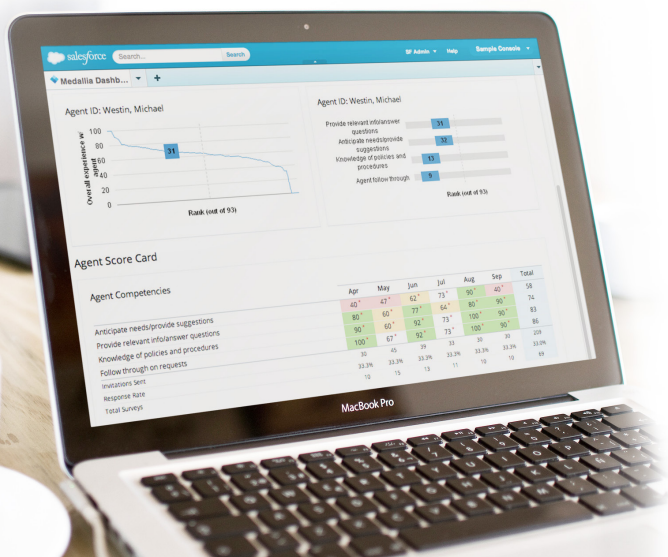 salesforce Search... Search SF Admin Help Sample Console
Medallia Dashb... +
Agent ID: Westin, Michael
Overall experience w/
agent
100
80
60
40
20
0
31
Rank (out of 93)
Agent ID: Westin, Michael
Provide relevant info/answer
questions
31
Anticipate needs/provide
suggestions
32
Knowledge of policies and
procedures
13
Agent follow through
9
Rank (out of 93)
Agent Score Card
Agent Competencies Apr May Jun Jul Aug Sep Total
Anticipate needs/provide suggestions 40 47 62 73 90 40 58
Provide relevant info/answer questions 80 60 77 64 80 90 74
Knowledge of policies and procedures 90 60 92 73 100 90 83
Follow through on requests 100 67 92 73 100 90 86
Invitations Sent 30 45 39 33 30 30
Response Rate 33.3% 33.3% 33.3% 33.3% 33.3% 33.3% 33.0%
Total Surveys 10 15 13 11 10 10 69
MacBook Pro